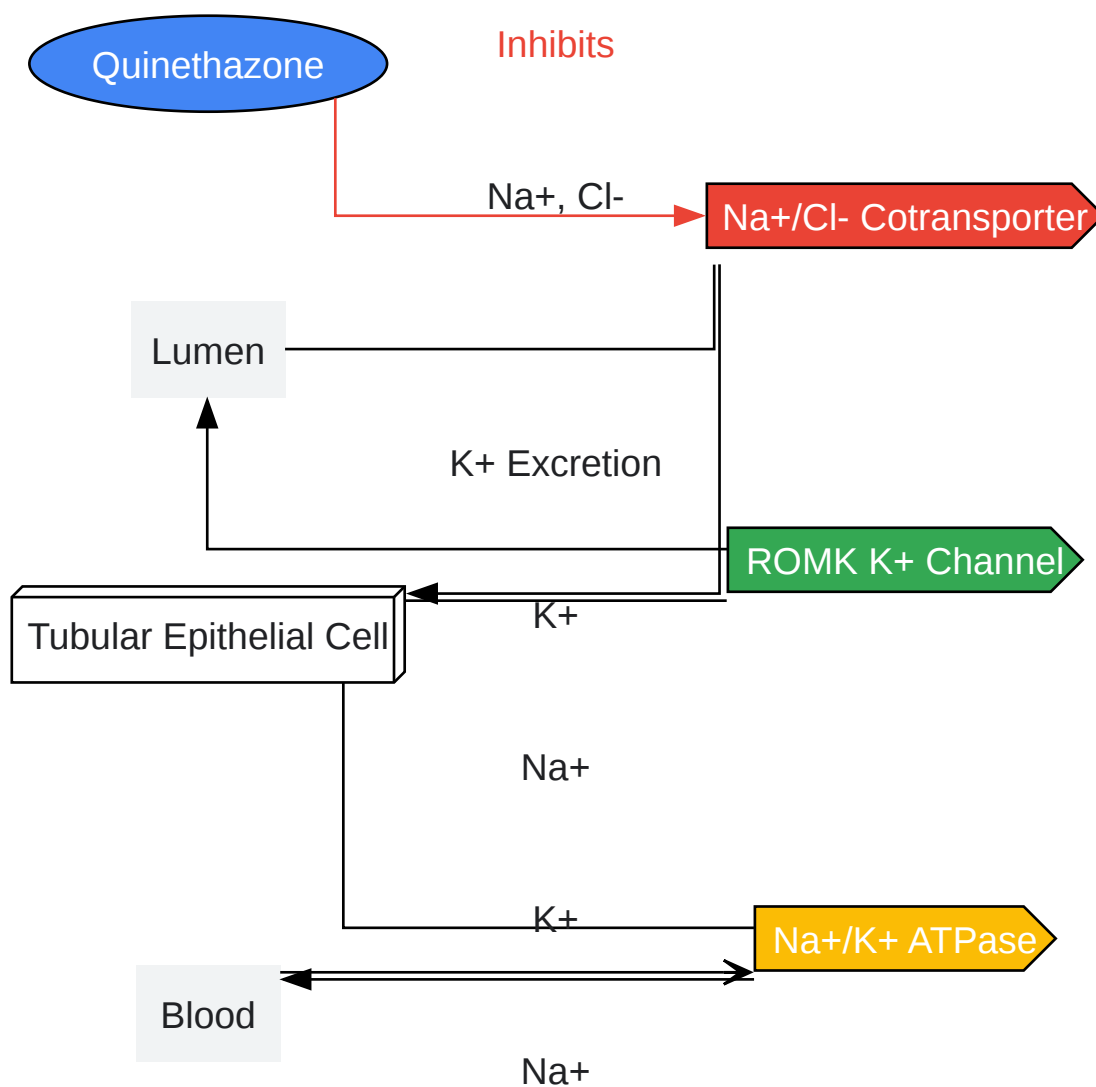 Inhibits
Quinethazone
Na+, Cl-
Na+/Cl- Cotransporter
Lumen
K+ Excretion
ROMK K+ Channel
K+
Tubular Epithelial Cell
Na+
K+
Na+/K+ ATPase
Blood
Na+